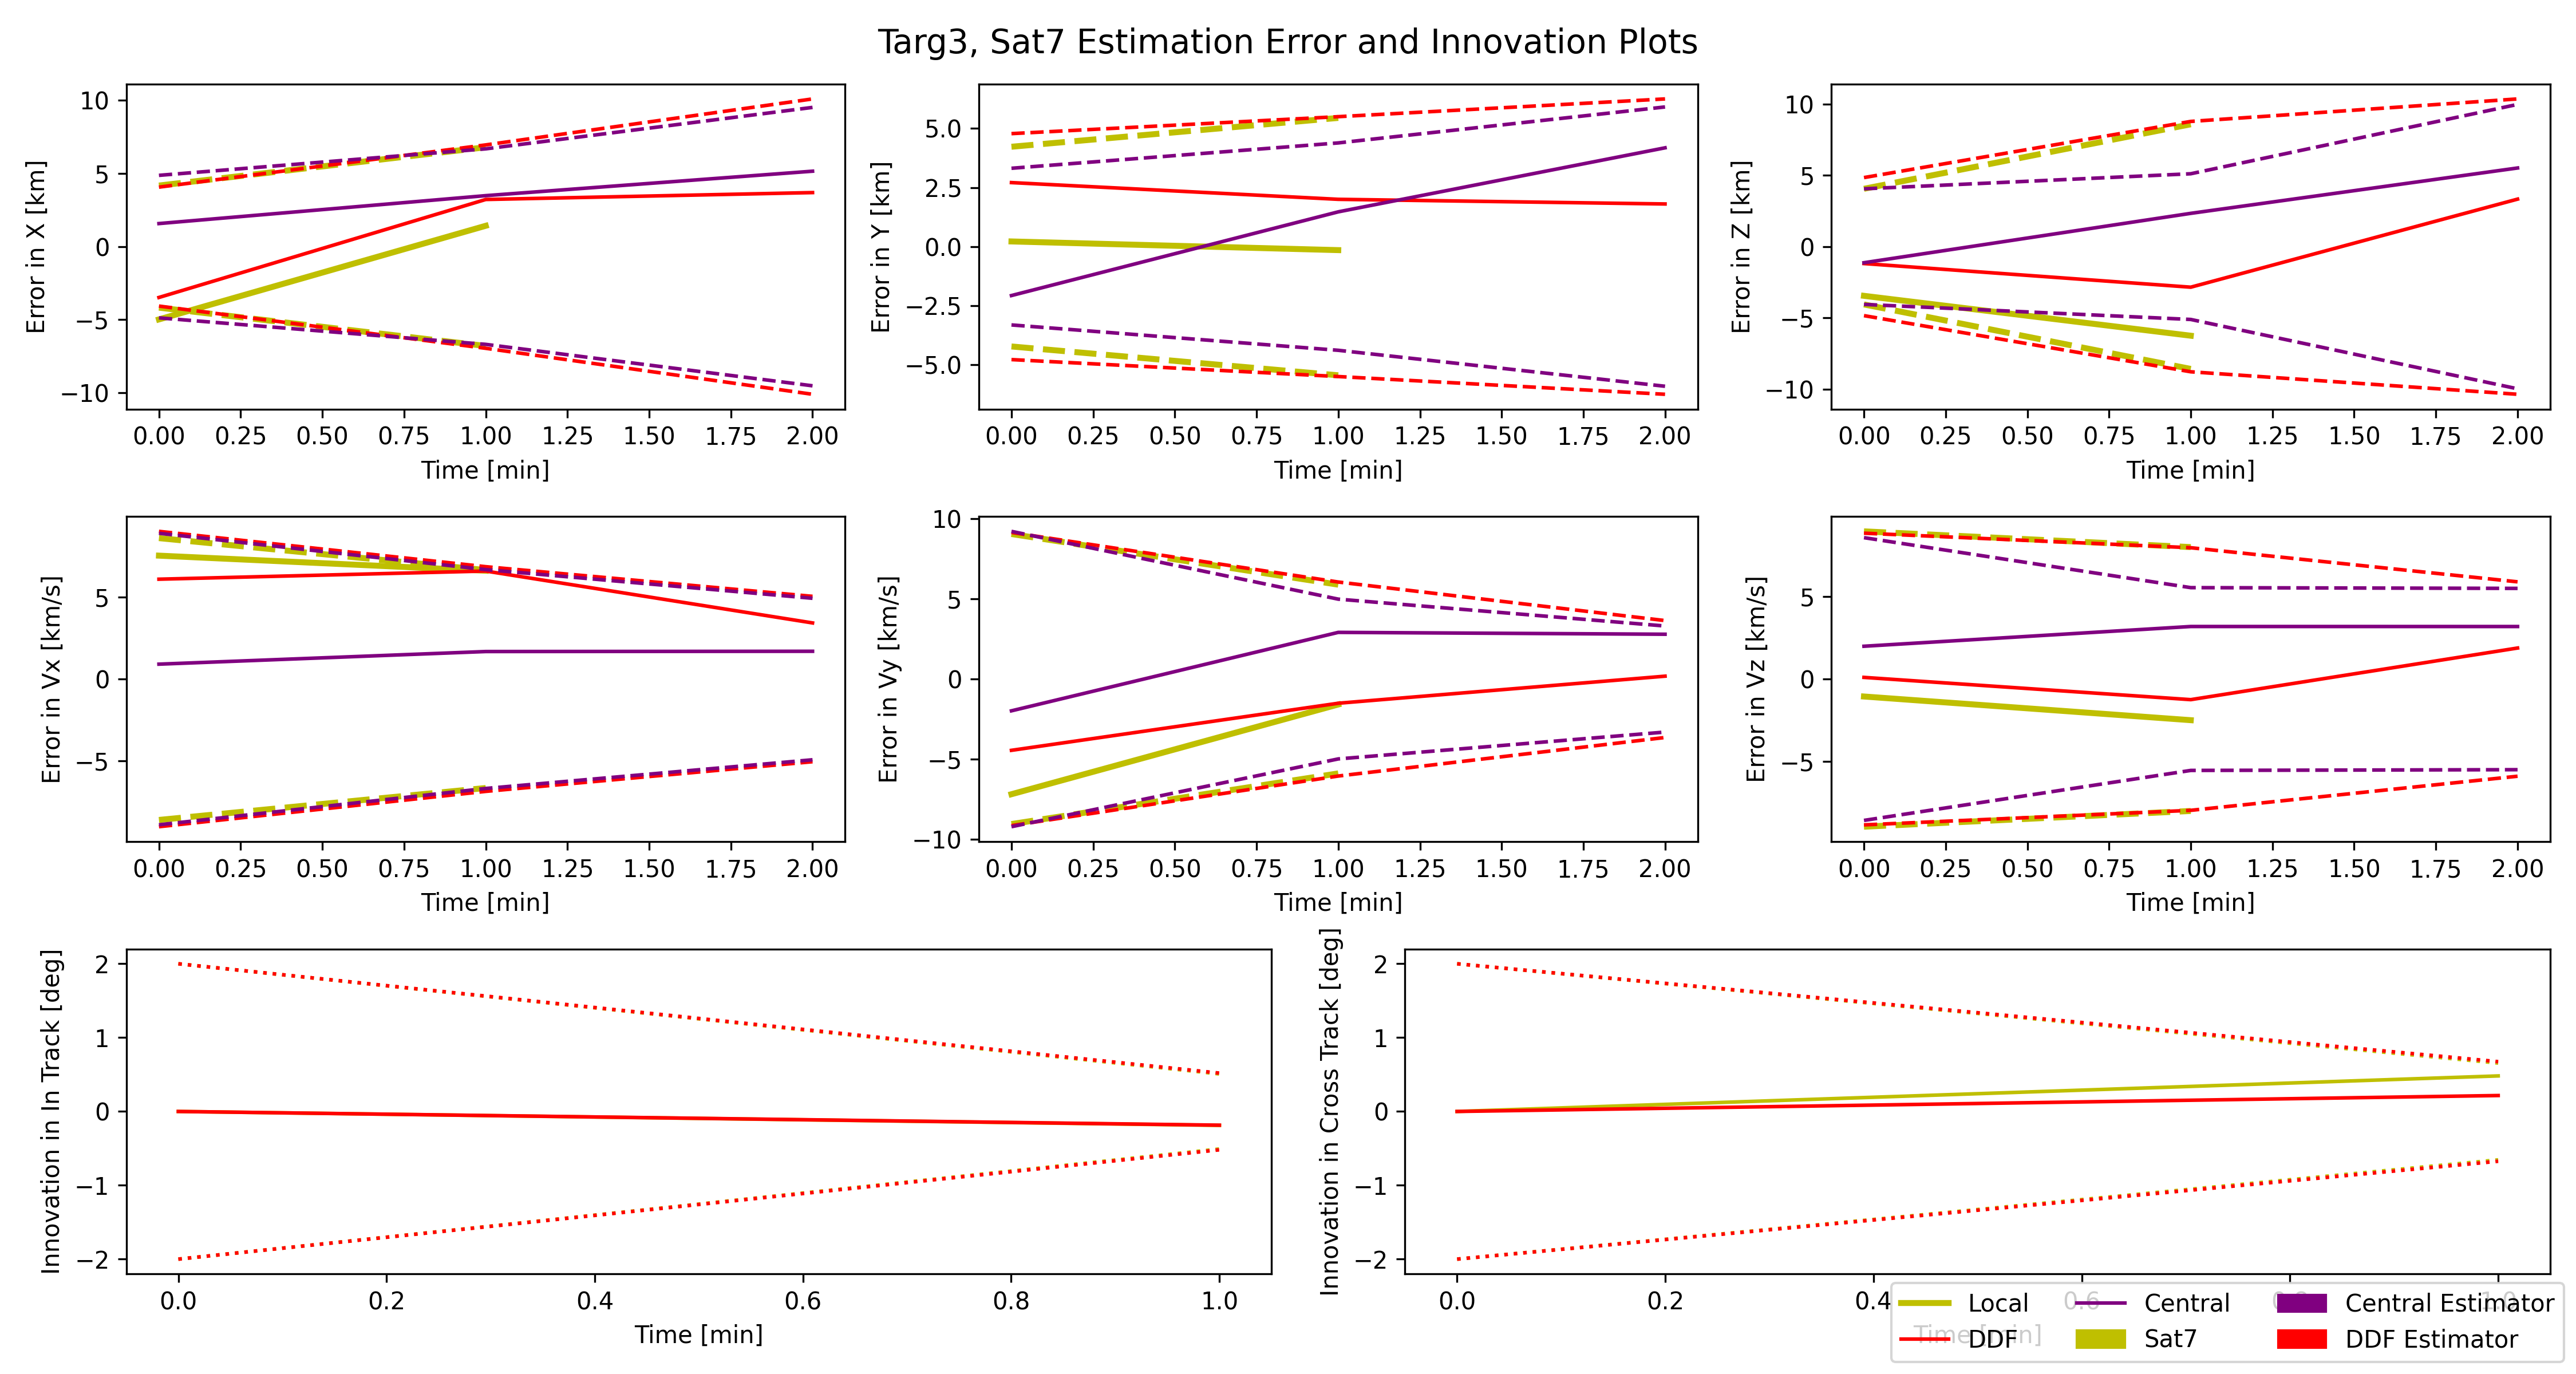 Targ3, Sat7 Estimation Error and Innovation Plots
Error in X [km]
10
5
0
−5
−10
0.00 0.25 0.50 0.75 1.00 1.25 1.50 1.75 2.00
Time [min]
Error in Y [km]
5.0
2.5
0.0
−2.5
−5.0
0.00 0.25 0.50 0.75 1.00 1.25 1.50 1.75 2.00
Time [min]
Error in Z [km]
10
5
0
−5
−10
0.00 0.25 0.50 0.75 1.00 1.25 1.50 1.75 2.00
Time [min]
Error in Vx [km/s]
5
0
−5
0.00 0.25 0.50 0.75 1.00 1.25 1.50 1.75 2.00
Time [min]
Error in Vy [km/s]
10
5
0
−5
−10
0.00 0.25 0.50 0.75 1.00 1.25 1.50 1.75 2.00
Time [min]
Error in Vz [km/s]
5
0
−5
0.00 0.25 0.50 0.75 1.00 1.25 1.50 1.75 2.00
Time [min]
Innovation in In Track [deg]
2
1
0
−1
−2
0.0 0.2 0.4 0.6 0.8 1.0
Time [min]
Innovation in Cross Track [deg]
2
1
0
−1
−2
0.0 0.2 0.4 0.6 0.8 1.0
Time [min]
Local
DDF
Central
Sat7
Central Estimator
DDF Estimator